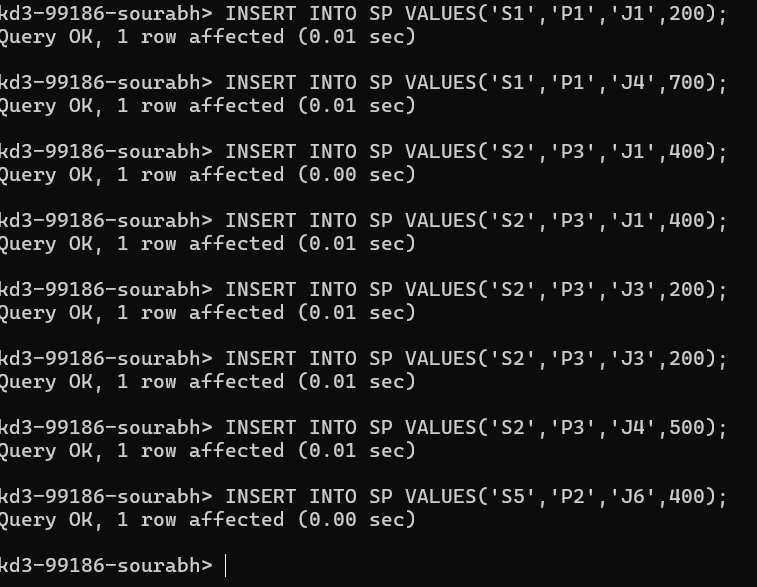 kd3-99186-sourabh> INSERT INTO SP VALUES('S1','P1','J1',200);
Query OK, 1 row affected (0.01 sec)
kd3-99186-sourabh> INSERT INTO SP VALUES('S1','P1','J4',700);
Query OK, 1 row affected (0.01 sec)
kd3-99186-sourabh> INSERT INTO SP VALUES('S2','P3','J1',400);
Query OK, 1 row affected (0.00 sec)
kd3-99186-sourabh> INSERT INTO SP VALUES('S2','P3','J1',400);
Query OK, 1 row affected (0.01 sec)
kd3-99186-sourabh> INSERT INTO SP VALUES('S2','P3','J3',200);
Query OK, 1 row affected (0.01 sec)
kd3-99186-sourabh> INSERT INTO SP VALUES('S2','P3','J3',200);
Query OK, 1 row affected (0.01 sec)
kd3-99186-sourabh> INSERT INTO SP VALUES('S2','P3','J4',500);
Query OK, 1 row affected (0.01 sec)
kd3-99186-sourabh> INSERT INTO SP VALUES('S5','P2','J6',400);
Query OK, 1 row affected (0.00 sec)
kd3-99186-sourabh>